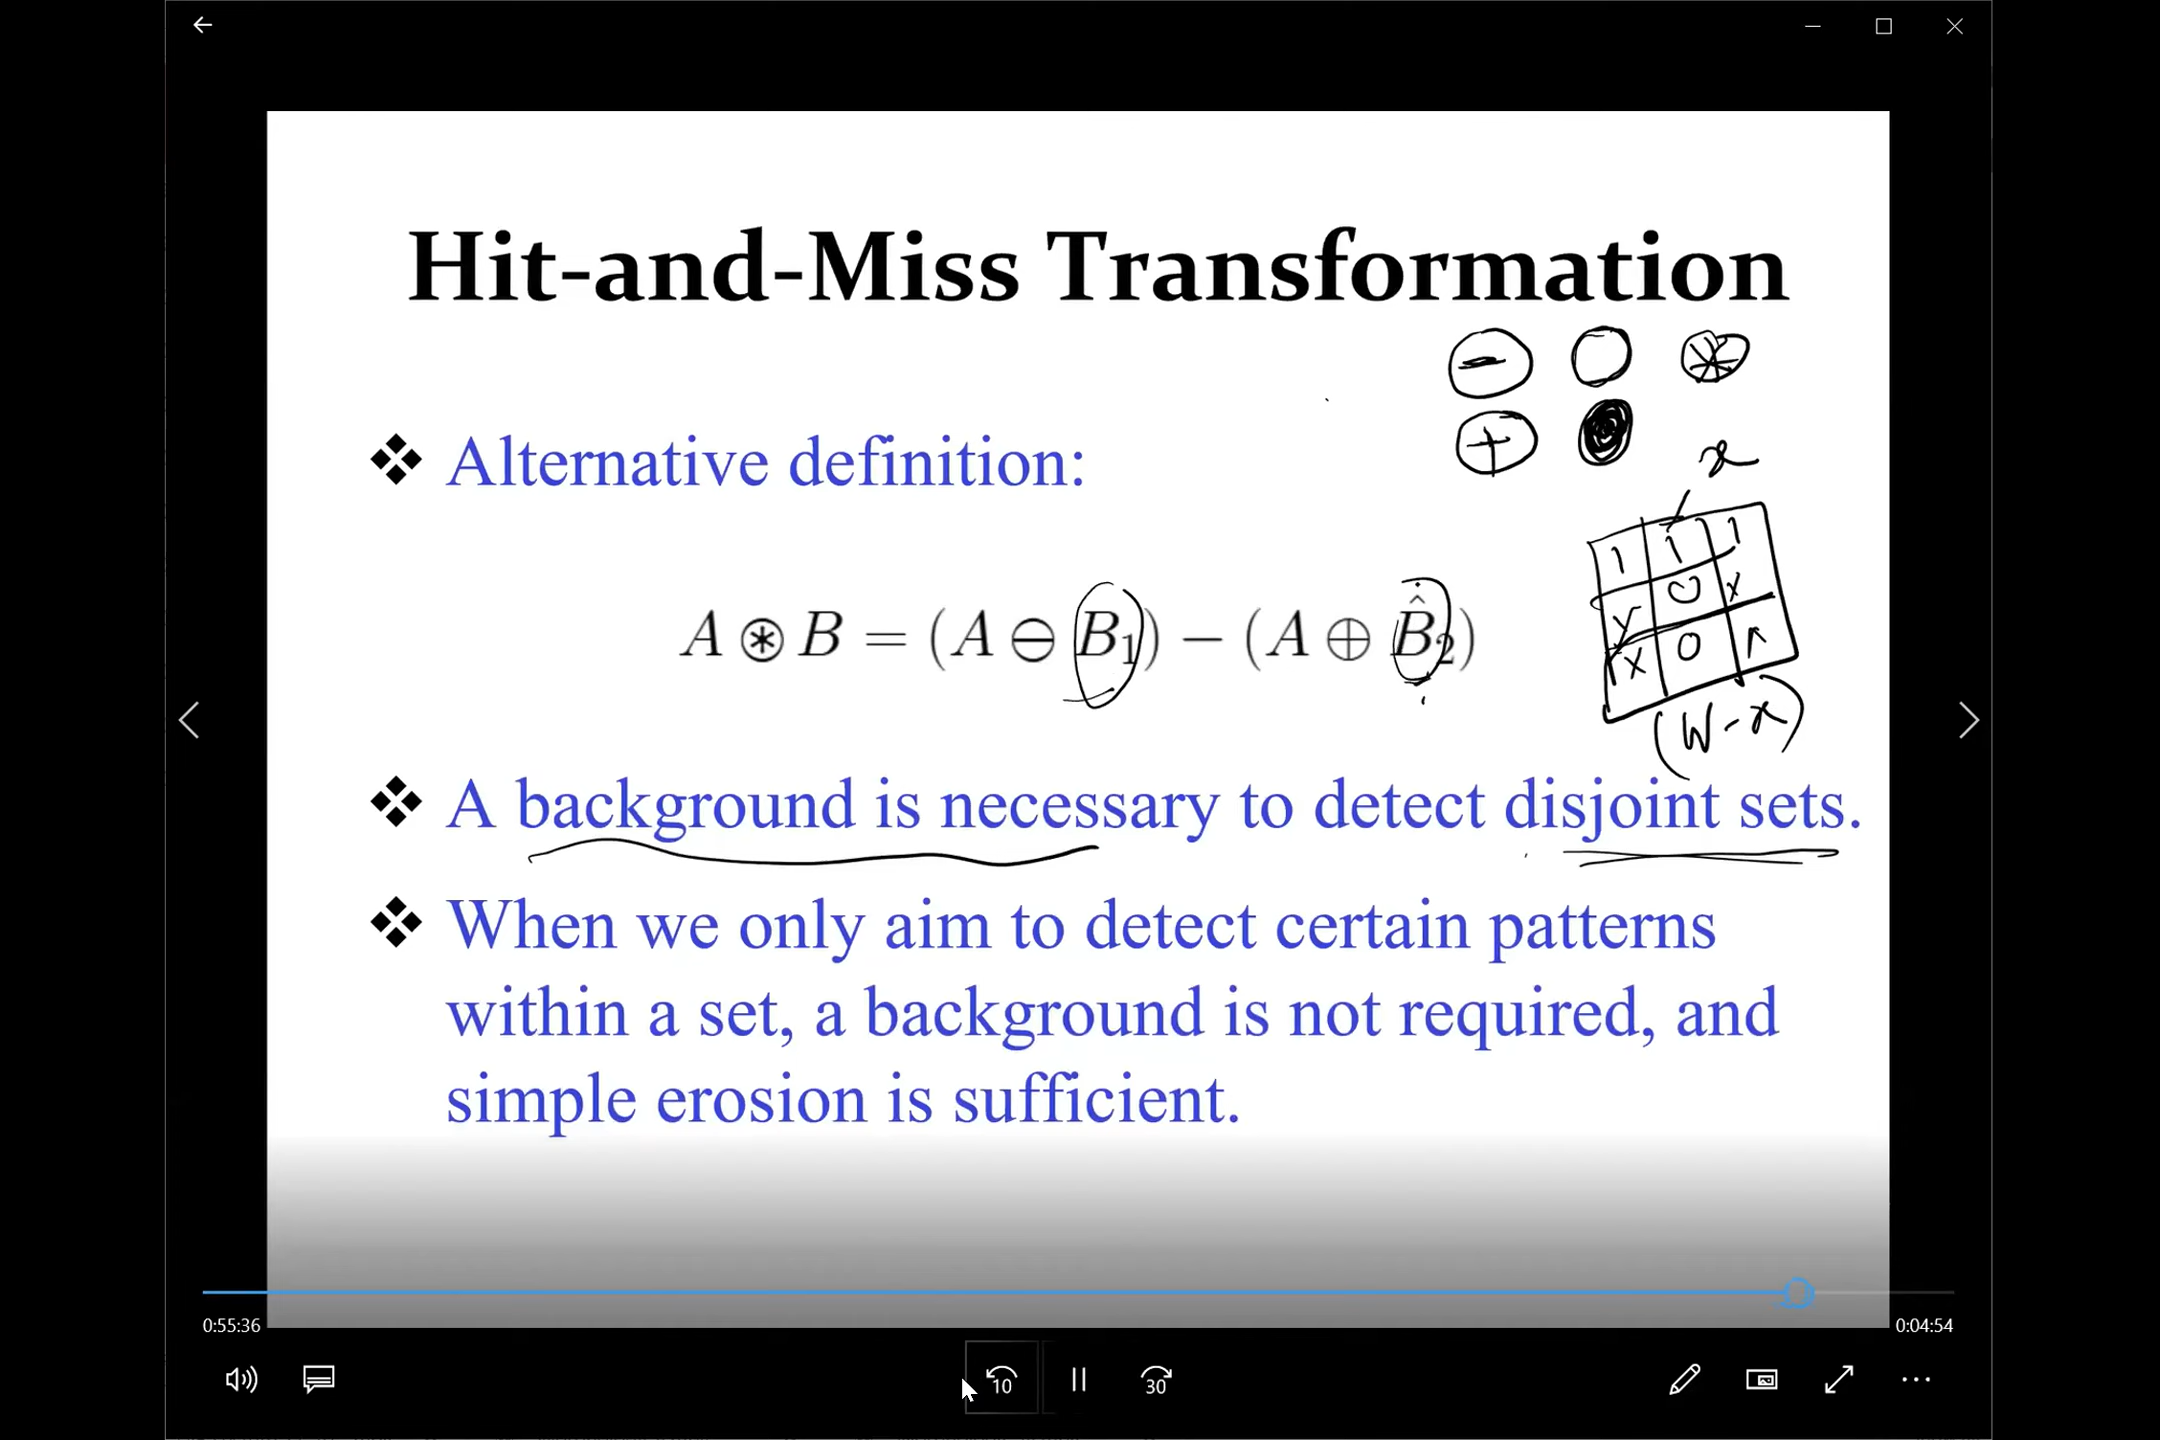 Hit-and-Miss Transformation
❖ Alternative definition:
x
A ⊛ B = (A ⊖ B₁) − (A ⊕ B̂₂)
1 1 1
0 x
x 0
(W - x)
❖ A background is necessary to detect disjoint sets.
❖ When we only aim to detect certain patterns
within a set, a background is not required, and
simple erosion is sufficient.
0:55:36
0:04:54
10
30